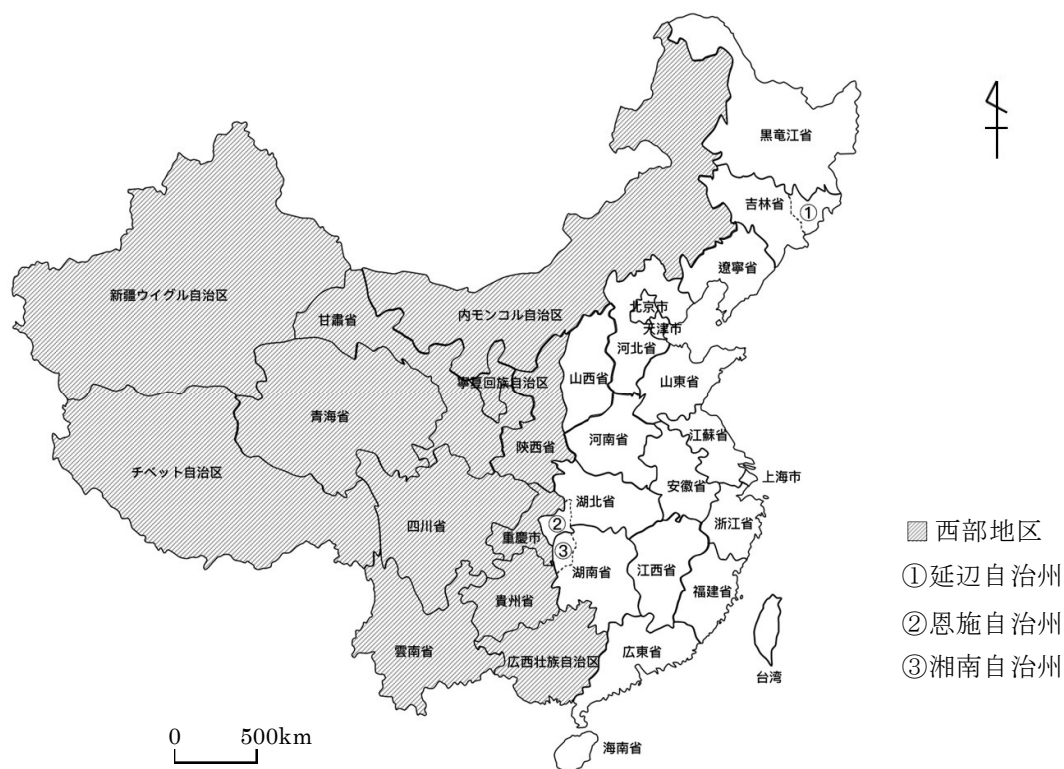 黒竜江省
吉林省
①
遼寧省
新疆ウイグル自治区
甘粛省
内モンコル自治区
北京市
天津市
河北省
寧夏回族自治区
山西省
山東省
青海省
陝西省
河南省
江蘇省
チベット自治区
上海市
安徽省
湖北省
四川省
②
重慶市
浙江省
③
湖南省
江西省
福建省
貴州省
雲南省
広西壮族自治区
広東省
台湾
海南省
西部地区
①延辺自治州
②恩施自治州
③湘南自治州
0 500km